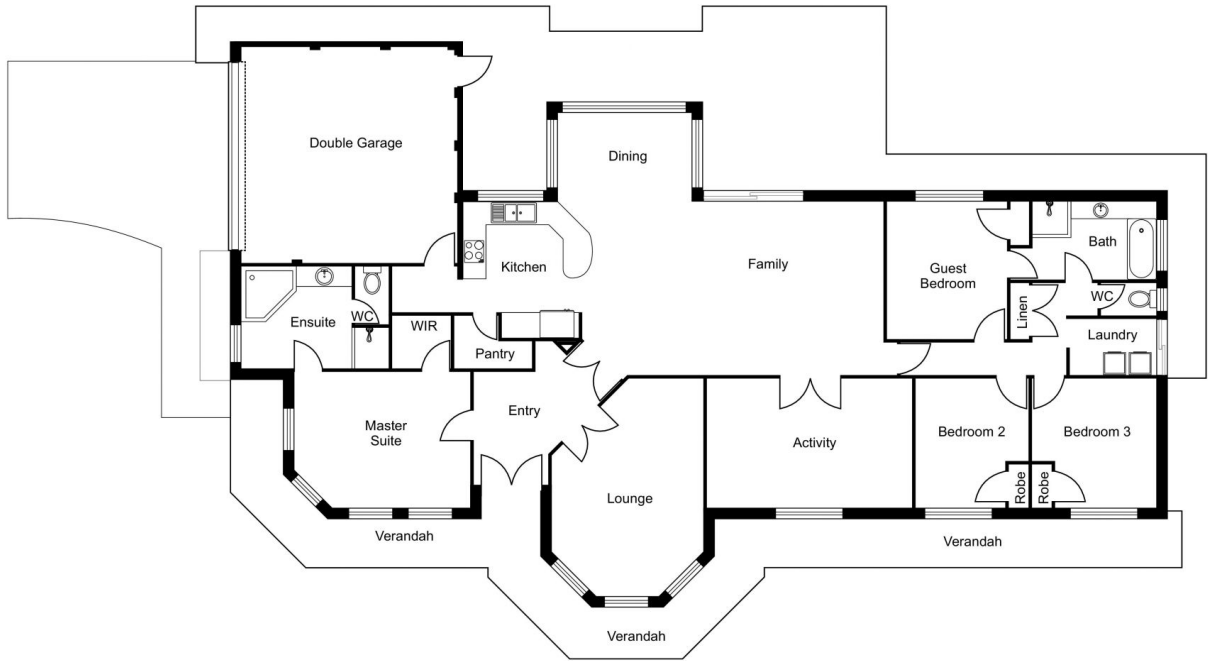 Double Garage
Dining
Kitchen
Family
Guest
Bedroom
Bath
Linen
WC
Laundry
Ensuite
WC
WIR
Pantry
Master
Suite
Entry
Lounge
Activity
Bedroom 2
Robe
Robe
Bedroom 3
Verandah
Verandah
Verandah